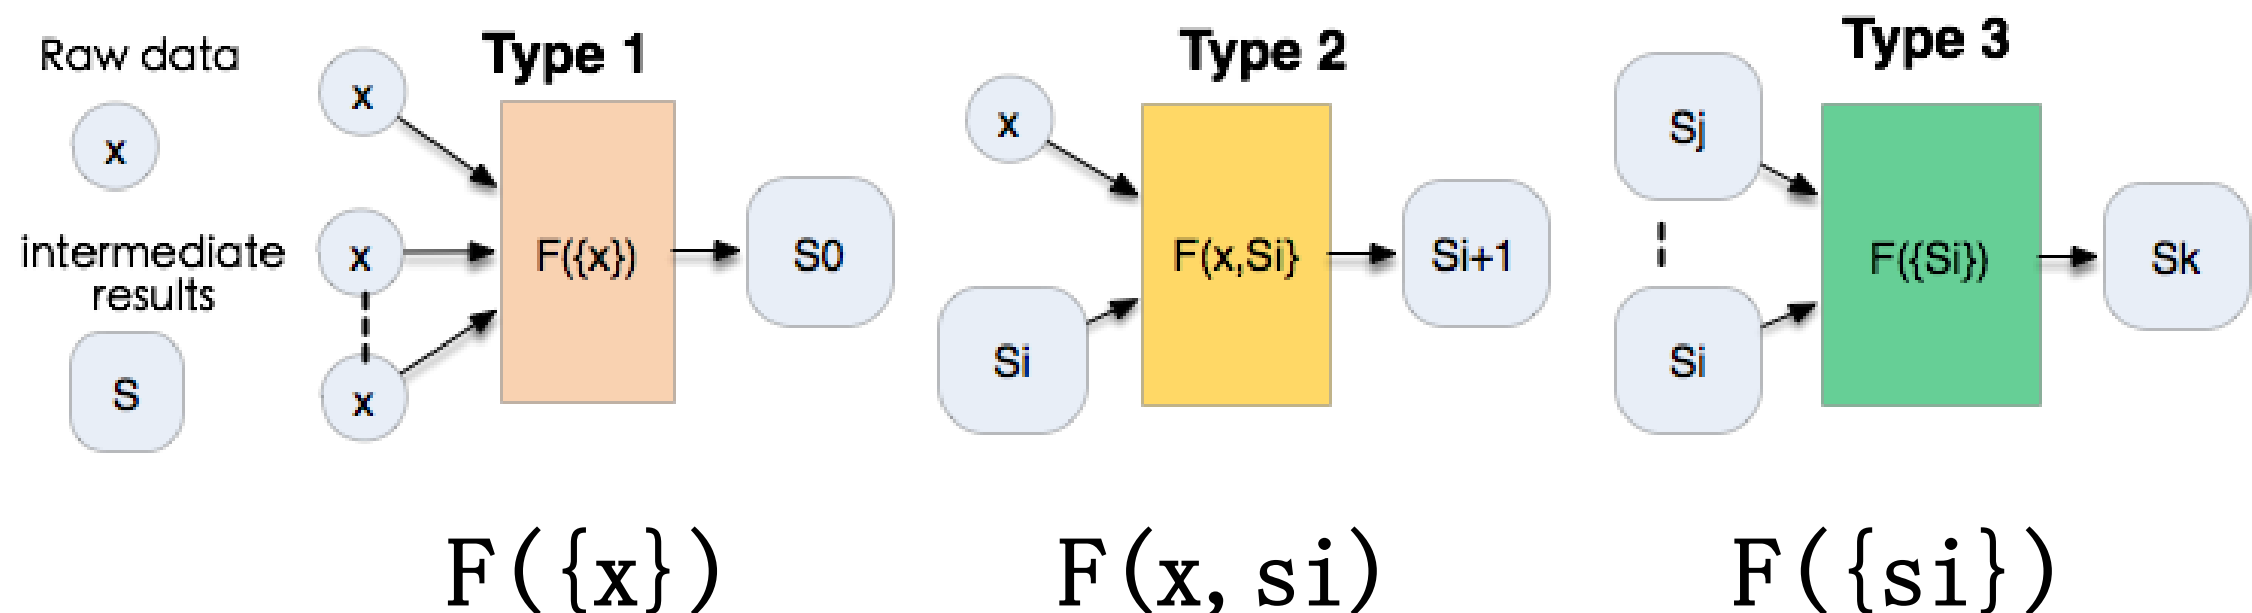 Raw data
x
intermediate
results
S
Type 1
x
x
x
F({x})
S0
F({x})
Type 2
x
Si
F(x,Si}
Si+1
F(x,si)
Type 3
Sj
Si
F({Si})
Sk
F({si})